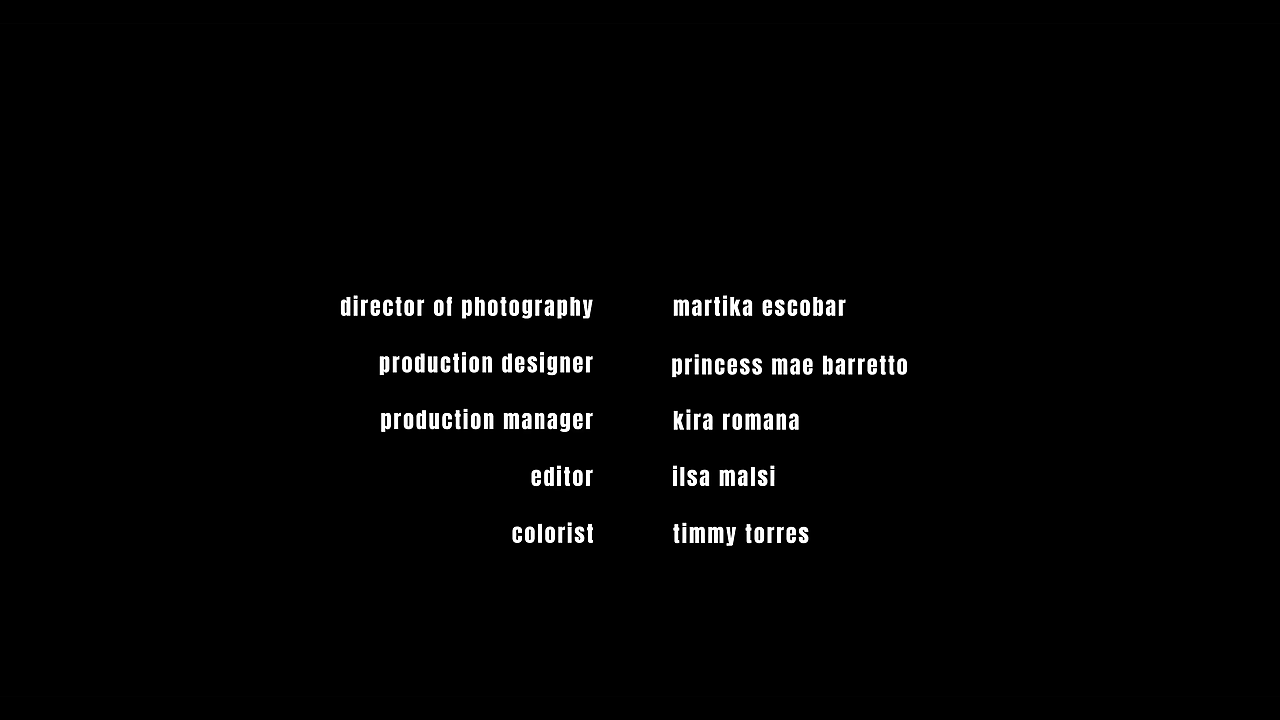 director of photography martika escobar
production designer princess mae barretto
production manager kira romana
editor ilsa malsi
colorist timmy torres